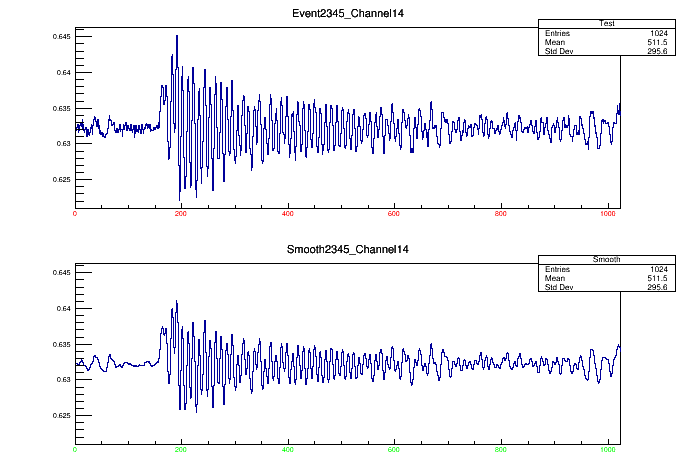 Event2345_Channel14
Test
Entries 1024
Mean 511.5
Std Dev 295.6
0.645
0.64
0.635
0.63
0.625
0 200 400 600 800 1000
Smooth2345_Channel14
Smooth
Entries 1024
Mean 511.5
Std Dev 295.6
0.645
0.64
0.635
0.63
0.625
0 200 400 600 800 1000